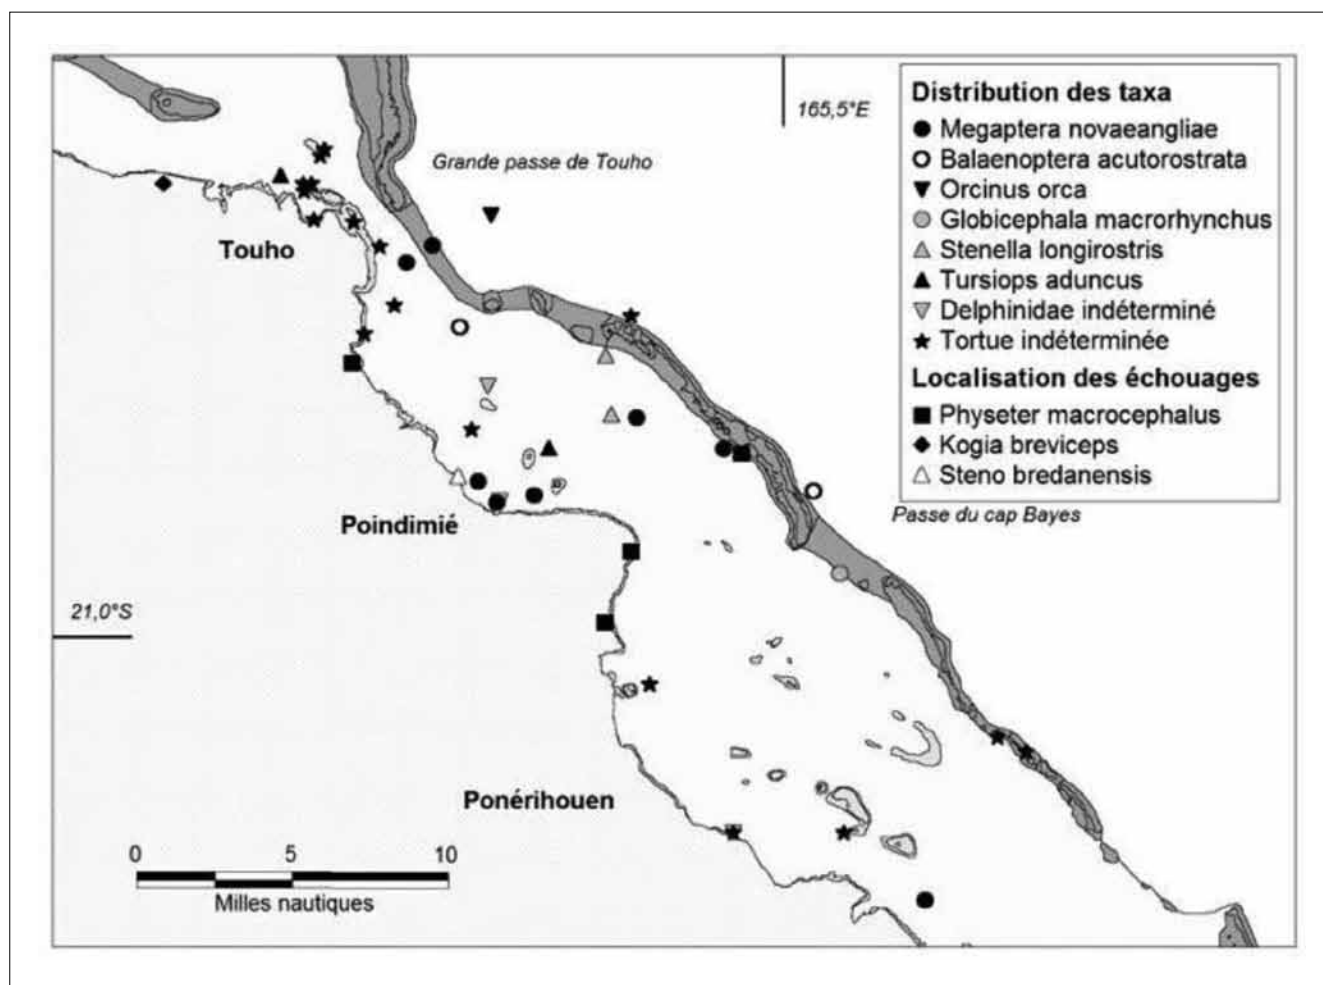 165,5°E
Grande passe de Touho
Touho
Poindimié
Passe du cap Bayes
21,0°S
Ponérihouen
0 5 10
Milles nautiques
Distribution des taxa
Megaptera novaeangliae
Balaenoptera acutorostrata
Orcinus orca
Globicephala macrorhynchus
Stenella longirostris
Tursiops aduncus
Delphinidae indéterminé
Tortue indéterminée
Localisation des échouages
Physeter macrocephalus
Kogia breviceps
Steno bredanensis